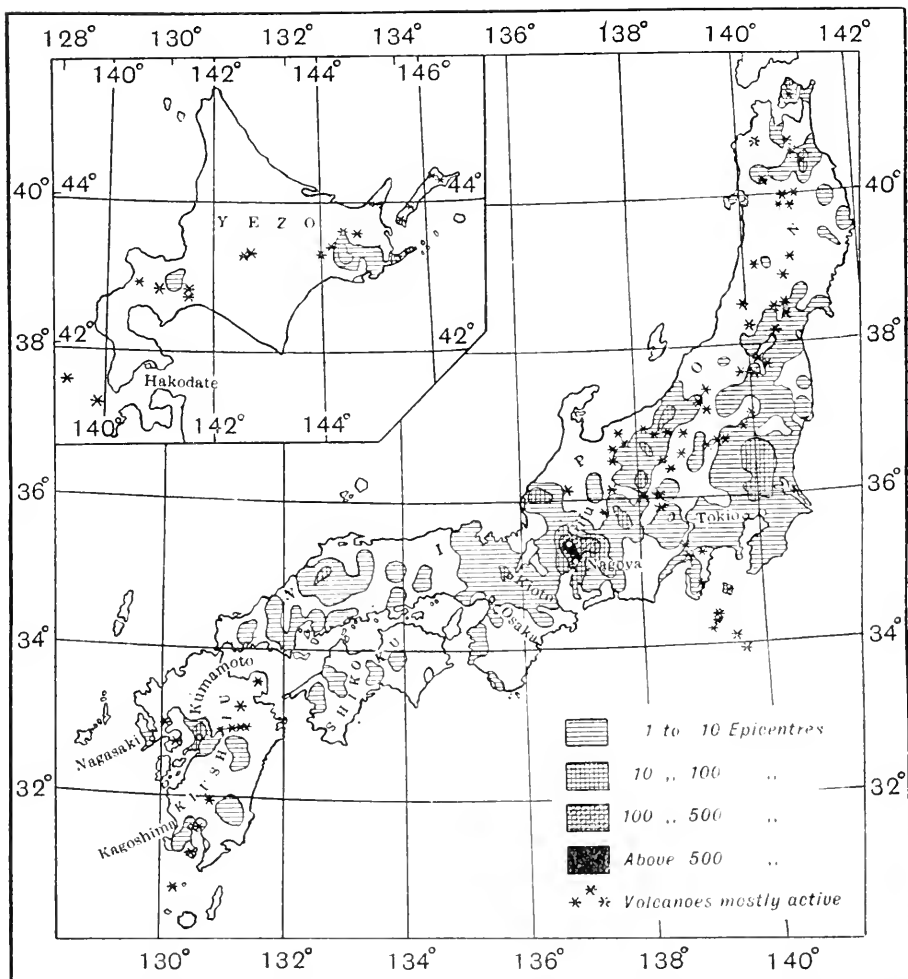 128° 130° 132° 134° 136° 138° 140° 142°
140° 142° 144° 146°
40° 44° 44° 40°
YEZO
38° 42° 42° 38°
Hakodate
140° 142° 144°
36° 36°
NIPON
Fuji
Tokio
Nagoya
Kioto
Osaka
34° 34°
SHIKOKU
Kumamoto
KIUSHIU
Nagasaki
32° 32°
Kagoshima
1 to 10 Epicentres
10 „ 100 „
100 „ 500 „
Above 500 „
Volcanoes mostly active
130° 132° 134° 136° 138° 140°